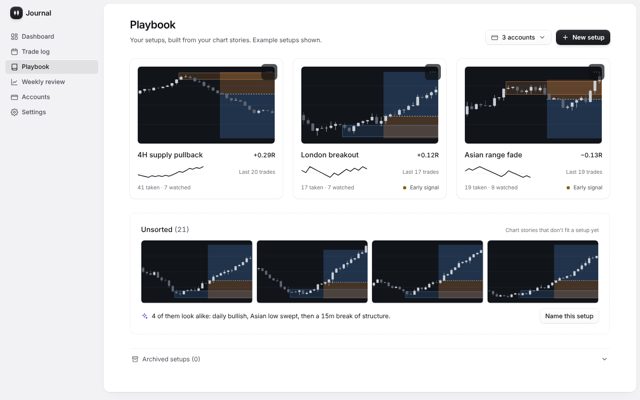 Journal
Dashboard
Trade log
Playbook
Weekly review
Accounts
Settings
Playbook
Your setups, built from your chart stories. Example setups shown.
3 accounts
+ New setup
4H supply pullback +0.29R
Last 20 trades
41 taken · 7 watched
London breakout +0.12R
Last 17 trades
17 taken · 7 watched Early signal
Asian range fade −0.13R
Last 19 trades
19 taken · 9 watched Early signal
Unsorted (21)
Chart stories that don't fit a setup yet
4 of them look alike: daily bullish, Asian low swept, then a 15m break of structure.
Name this setup
Archived setups (0)